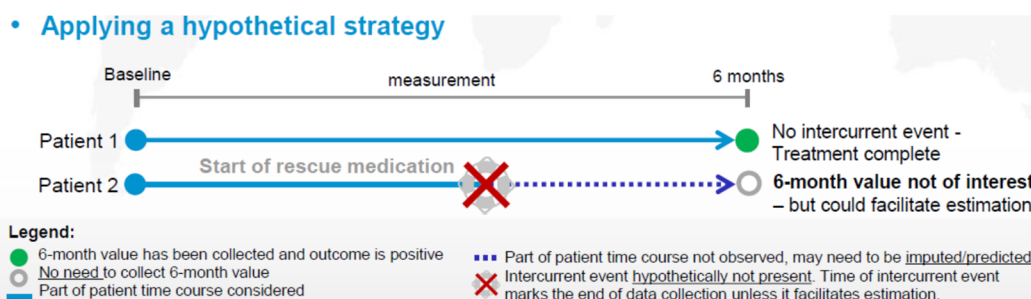 • Applying a hypothetical strategy
Baseline
measurement
6 months
Patient 1
No intercurrent event -
Treatment complete
Start of rescue medication
Patient 2
6-month value not of interest
– but could facilitate estimation
Legend:
6-month value has been collected and outcome is positive
No need to collect 6-month value
Part of patient time course considered
Part of patient time course not observed, may need to be imputed/predicted
Intercurrent event hypothetically not present. Time of intercurrent event
marks the end of data collection unless it facilitates estimation.